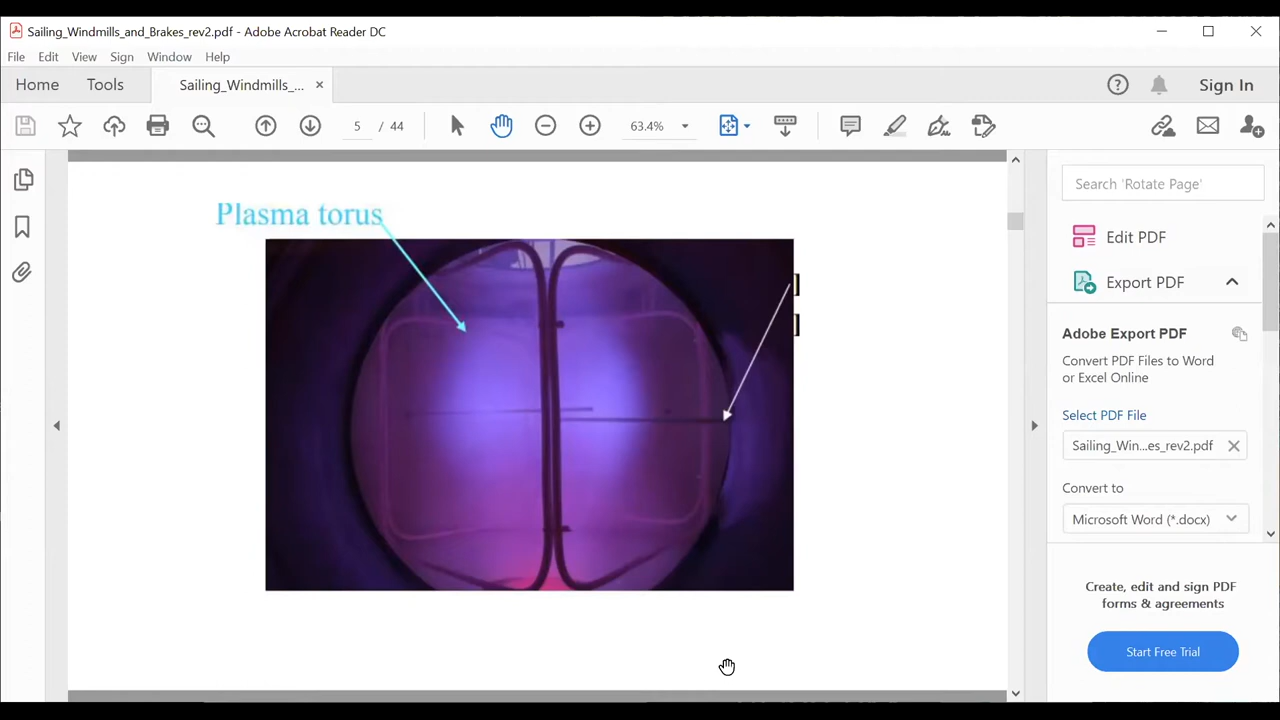 Sailing_Windmills_and_Brakes_rev2.pdf - Adobe Acrobat Reader DC
File Edit View Sign Window Help
Home Tools Sailing_Windmills_... × Sign In
5 / 44 63.4%
Plasma torus
Search 'Rotate Page'
Edit PDF
Export PDF
Adobe Export PDF
Convert PDF Files to Word
or Excel Online
Select PDF File
Sailing_Win...es_rev2.pdf
Convert to
Microsoft Word (*.docx)
Create, edit and sign PDF
forms & agreements
Start Free Trial